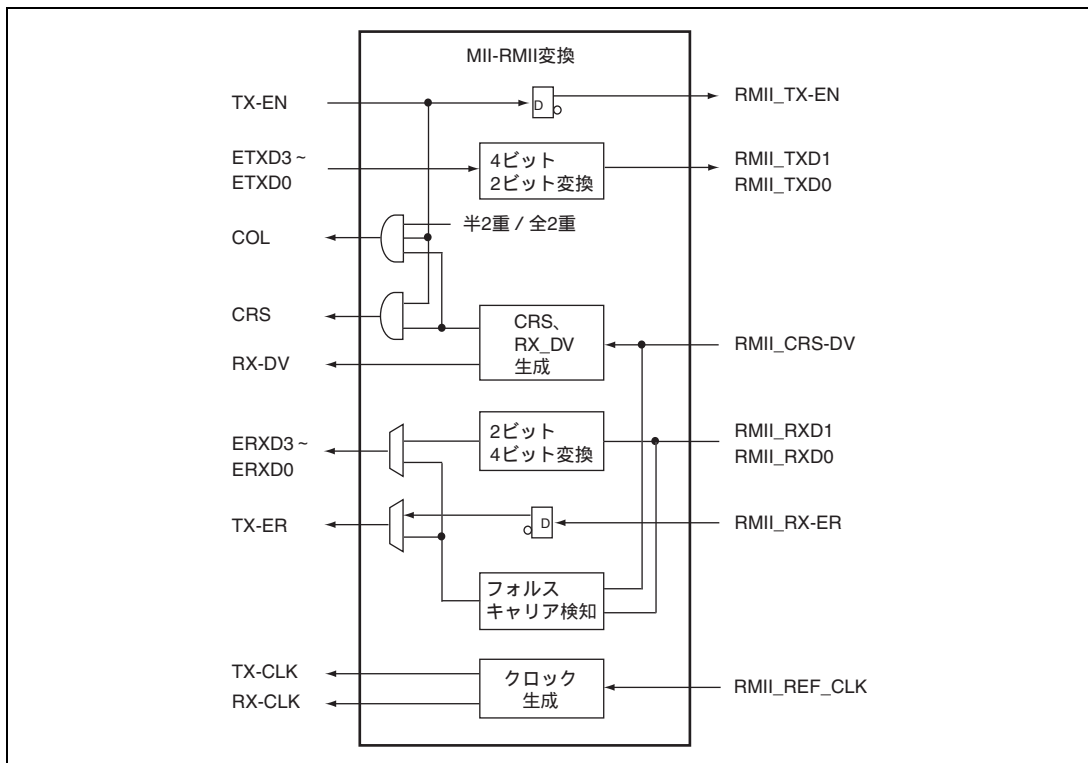 MII-RMII変換
TX-EN
D
RMII_TX-EN
ETXD3~
ETXD0
4ビット
2ビット変換
RMII_TXD1
RMII_TXD0
半2重 / 全2重
COL
CRS
CRS、
RX_DV
生成
RMII_CRS-DV
RX-DV
ERXD3~
ERXD0
2ビット
4ビット変換
RMII_RXD1
RMII_RXD0
TX-ER
D
RMII_RX-ER
フォルス
キャリア検知
TX-CLK
RX-CLK
クロック
生成
RMII_REF_CLK